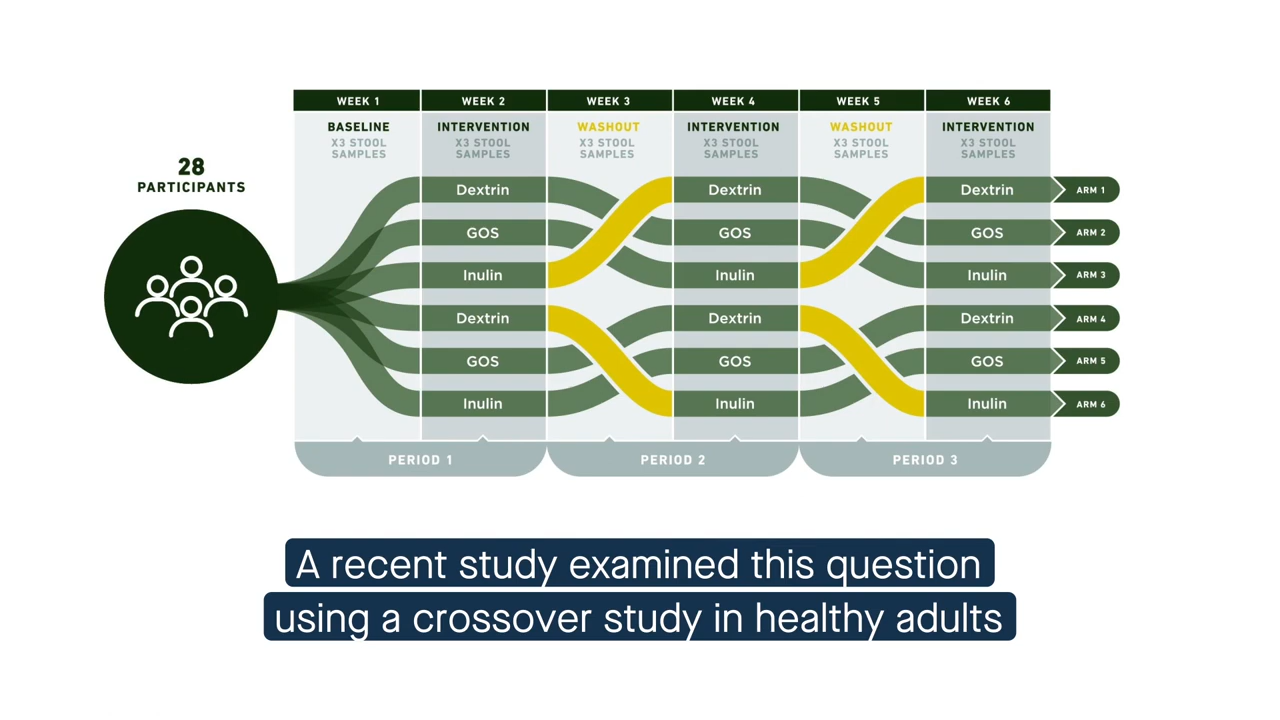 WEEK 1 WEEK 2 WEEK 3 WEEK 4 WEEK 5 WEEK 6
BASELINE INTERVENTION WASHOUT INTERVENTION WASHOUT INTERVENTION
X3 STOOL X3 STOOL X3 STOOL X3 STOOL X3 STOOL X3 STOOL
SAMPLES SAMPLES SAMPLES SAMPLES SAMPLES SAMPLES
28
PARTICIPANTS
Dextrin Dextrin Dextrin ARM 1
GOS GOS GOS ARM 2
Inulin Inulin Inulin ARM 3
Dextrin Dextrin Dextrin ARM 4
GOS GOS GOS ARM 5
Inulin Inulin Inulin ARM 6
PERIOD 1 PERIOD 2 PERIOD 3
A recent study examined this question
using a crossover study in healthy adults